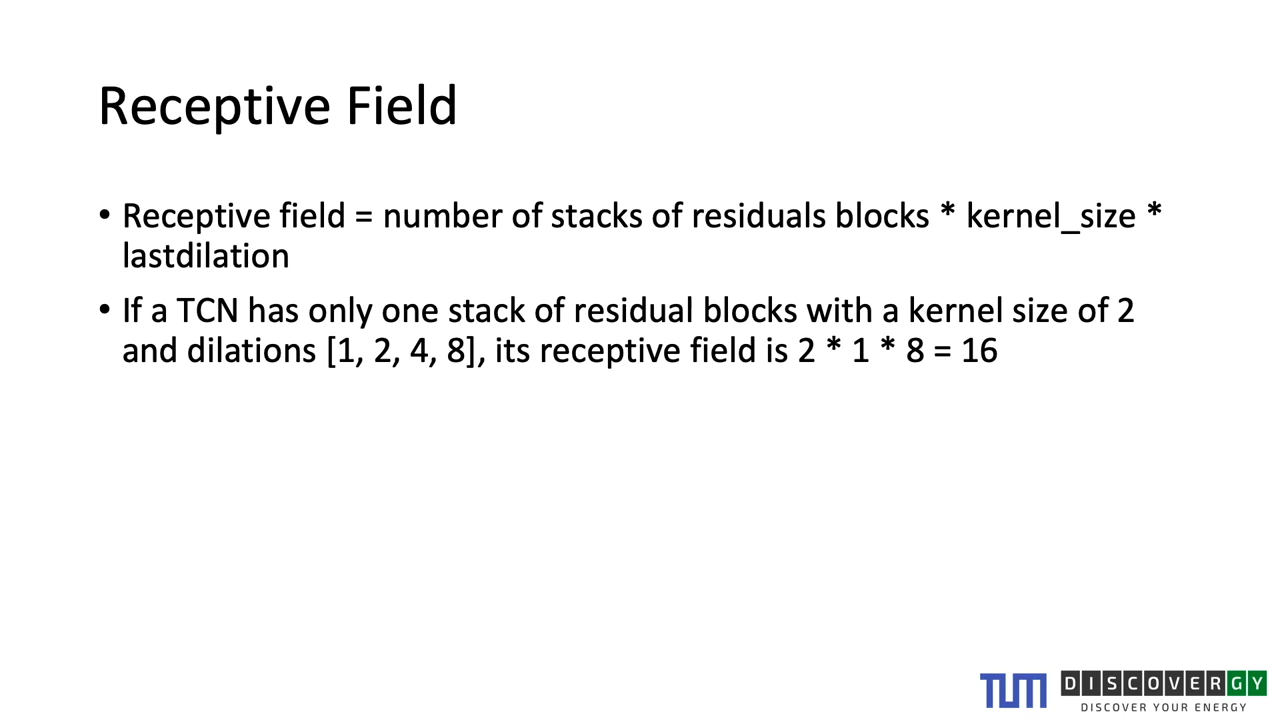 Receptive Field
• Receptive field = number of stacks of residuals blocks * kernel_size *
lastdilation
• If a TCN has only one stack of residual blocks with a kernel size of 2
and dilations [1, 2, 4, 8], its receptive field is 2 * 1 * 8 = 16
TUM DISCOVERGY
DISCOVER YOUR ENERGY